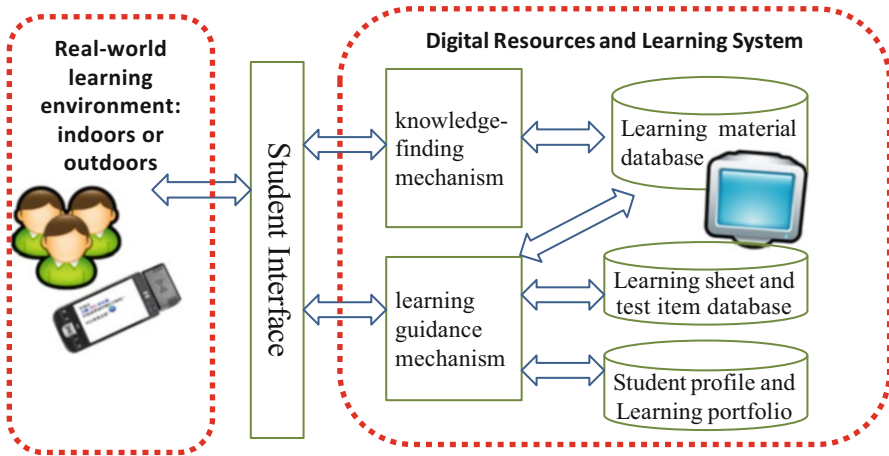 Real-world
learning
environment:
indoors or
outdoors
Student Interface
Digital Resources and Learning System
knowledge-
finding
mechanism
Learning material
database
learning
guidance
mechanism
Learning sheet and
test item database
Student profile and
Learning portfolio